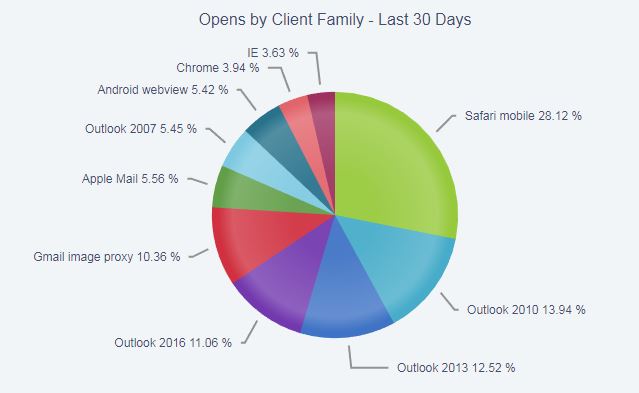 Opens by Client Family - Last 30 Days
IE 3.63 %
Chrome 3.94 %
Android webview 5.42 %
Outlook 2007 5.45 %
Apple Mail 5.56 %
Gmail image proxy 10.36 %
Outlook 2016 11.06 %
Safari mobile 28.12 %
Outlook 2010 13.94 %
Outlook 2013 12.52 %